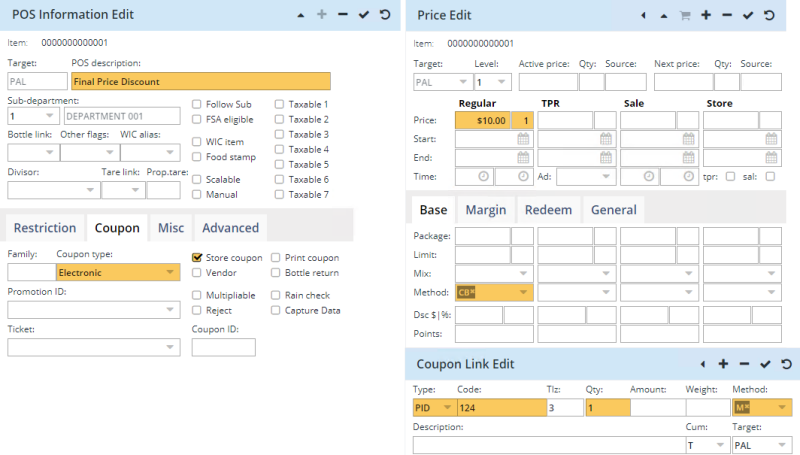 POS Information Edit
Item: 0000000000001
Target: POS description:
PAL Final Price Discount
Sub-department:
1 DEPARTMENT 001
Bottle link: Other flags: WIC alias:
Divisor: Tare link: Prop.tare:
Follow Sub
FSA eligible
WIC item
Food stamp
Scalable
Manual
Taxable 1
Taxable 2
Taxable 3
Taxable 4
Taxable 5
Taxable 6
Taxable 7
Restriction Coupon Misc Advanced
Family: Coupon type:
Electronic
Promotion ID:
Ticket:
Store coupon
Vendor
Multipliable
Reject
Print coupon
Bottle return
Rain check
Capture Data
Coupon ID:
Price Edit
Item: 0000000000001
Target: Level: Active price: Qty: Source: Next price: Qty: Source:
PAL 1
Regular TPR Sale Store
Price: $10.00 1
Start:
End:
Time: Ad: tpr: sal:
Base Margin Redeem General
Package:
Limit:
Mix:
Method: CB*
Dsc $|%:
Points:
Coupon Link Edit
Type: Code: Tlz: Qty: Amount: Weight: Method:
PID 124 3 1 M*
Description: Cum: Target:
T PAL